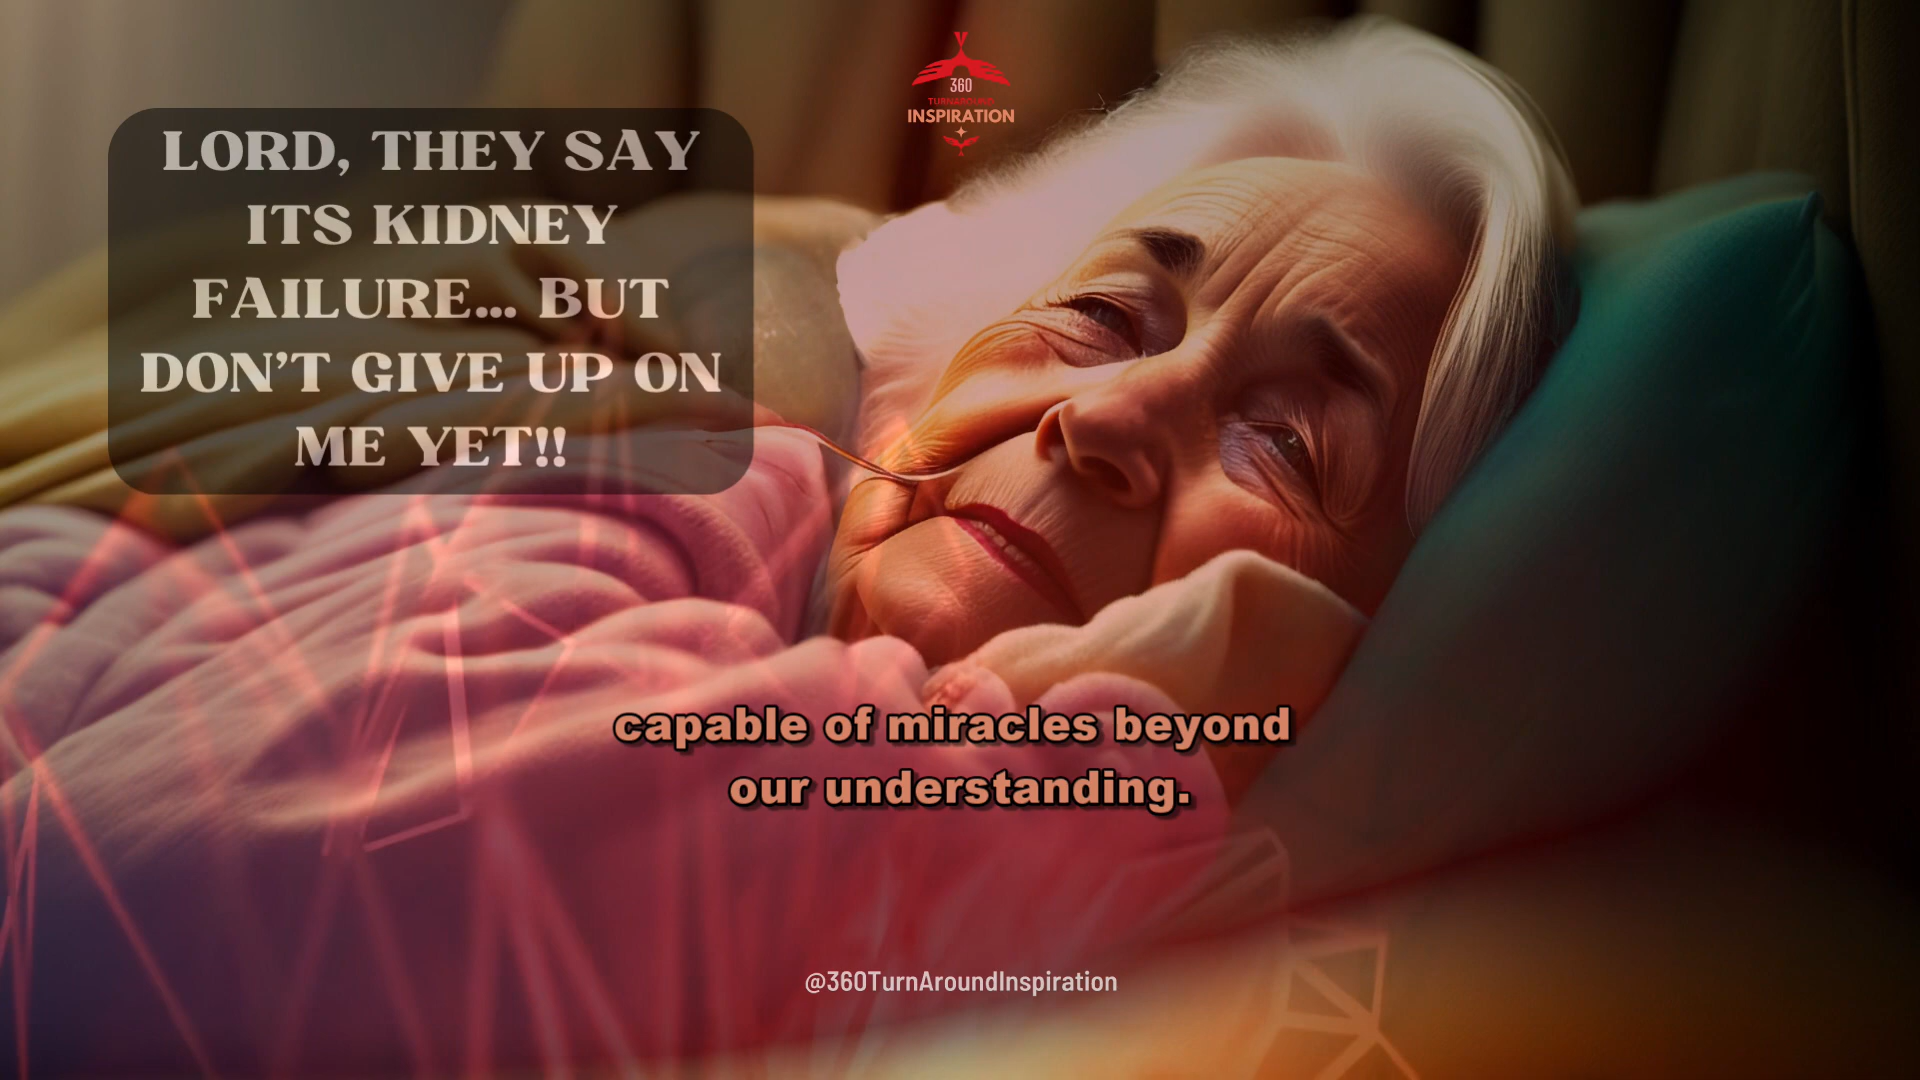 360
TURNAROUND
INSPIRATION
LORD, THEY SAY
ITS KIDNEY
FAILURE... BUT
DON'T GIVE UP ON
ME YET!!
capable of miracles beyond
our understanding.
@360TurnAroundInspiration